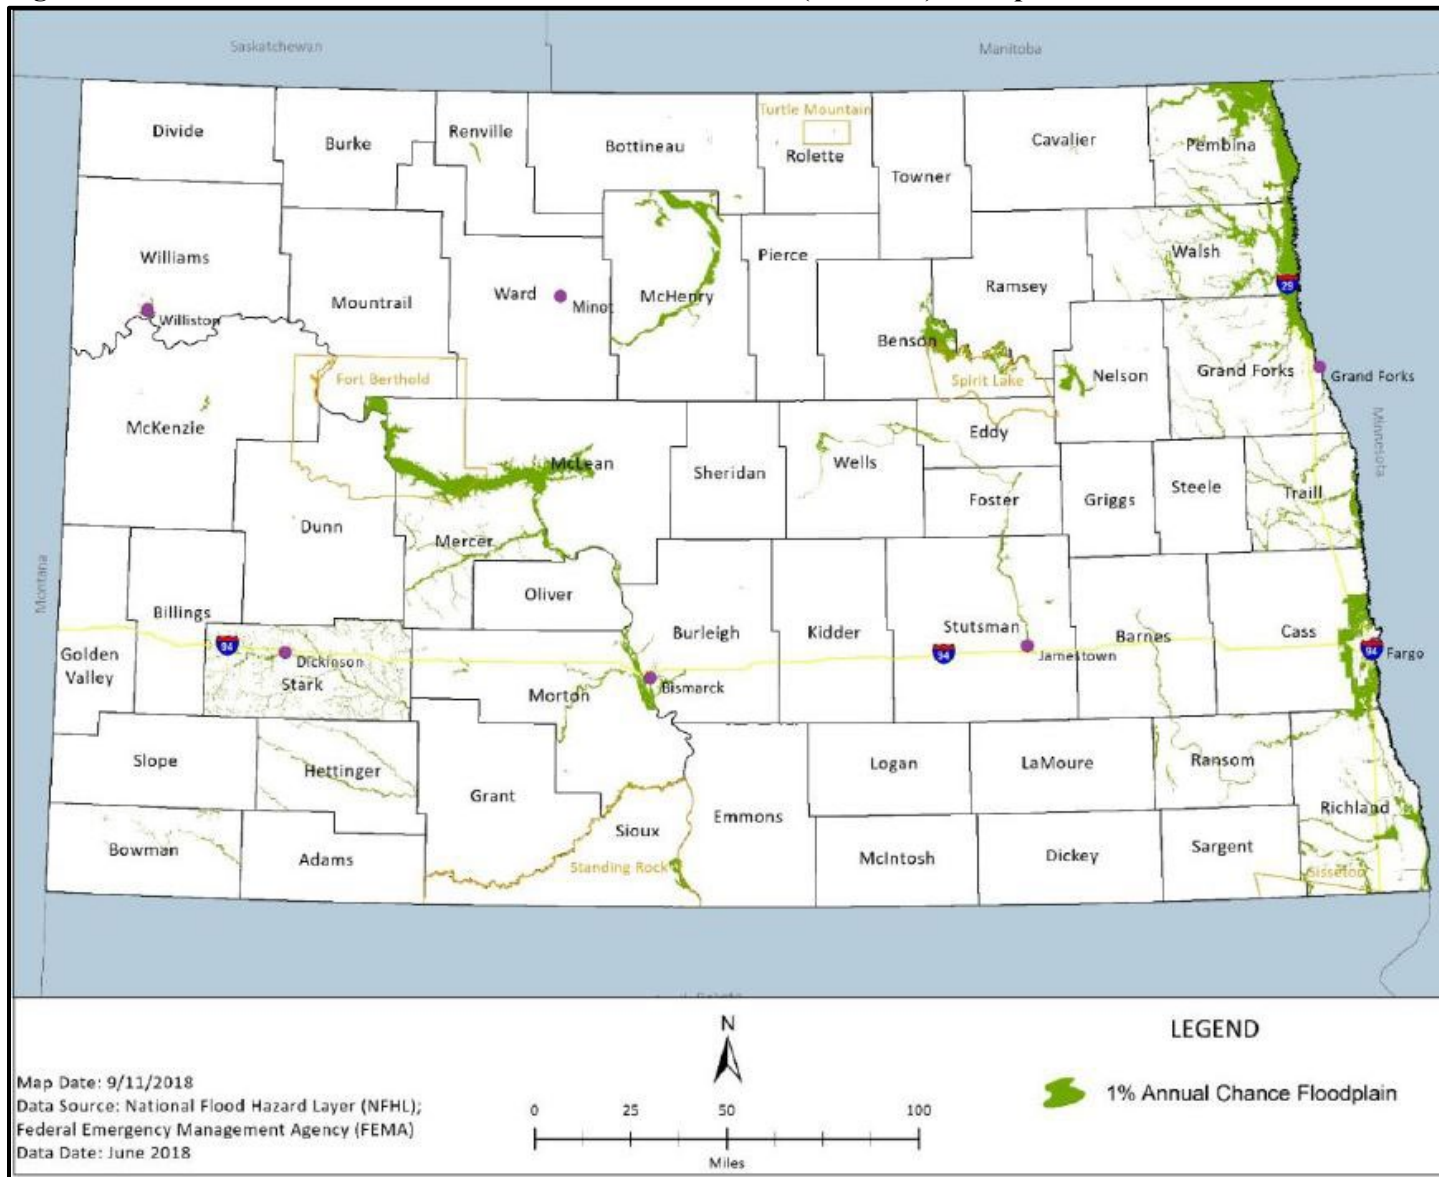 Saskatchewan
Manitoba
Divide
Burke
Renville
Bottineau
Turtle Mountain
Rolette
Towner
Cavalier
Pembina
Williams
Williston
Mountrail
Ward
Minot
McHenry
Pierce
Benson
Ramsey
Walsh
29
Nelson
Grand Forks
Grand Forks
Spirit Lake
Fort Berthold
McKenzie
Dunn
McLean
Mercer
Sheridan
Wells
Eddy
Foster
Griggs
Steele
Traill
Minnesota
Montana
Golden
Valley
Billings
94
Dickinson
Stark
Oliver
Morton
Burleigh
Bismarck
Kidder
Stutsman
94
Jamestown
Barnes
Cass
94
Fargo
Slope
Hettinger
Grant
Sioux
Standing Rock
Emmons
Logan
LaMoure
Ransom
Richland
Bowman
Adams
McIntosh
Dickey
Sargent
Sisseton
Map Date: 9/11/2018
Data Source: National Flood Hazard Layer (NFHL);
Federal Emergency Management Agency (FEMA)
Data Date: June 2018
N
0 25 50 100
Miles
LEGEND
1% Annual Chance Floodplain